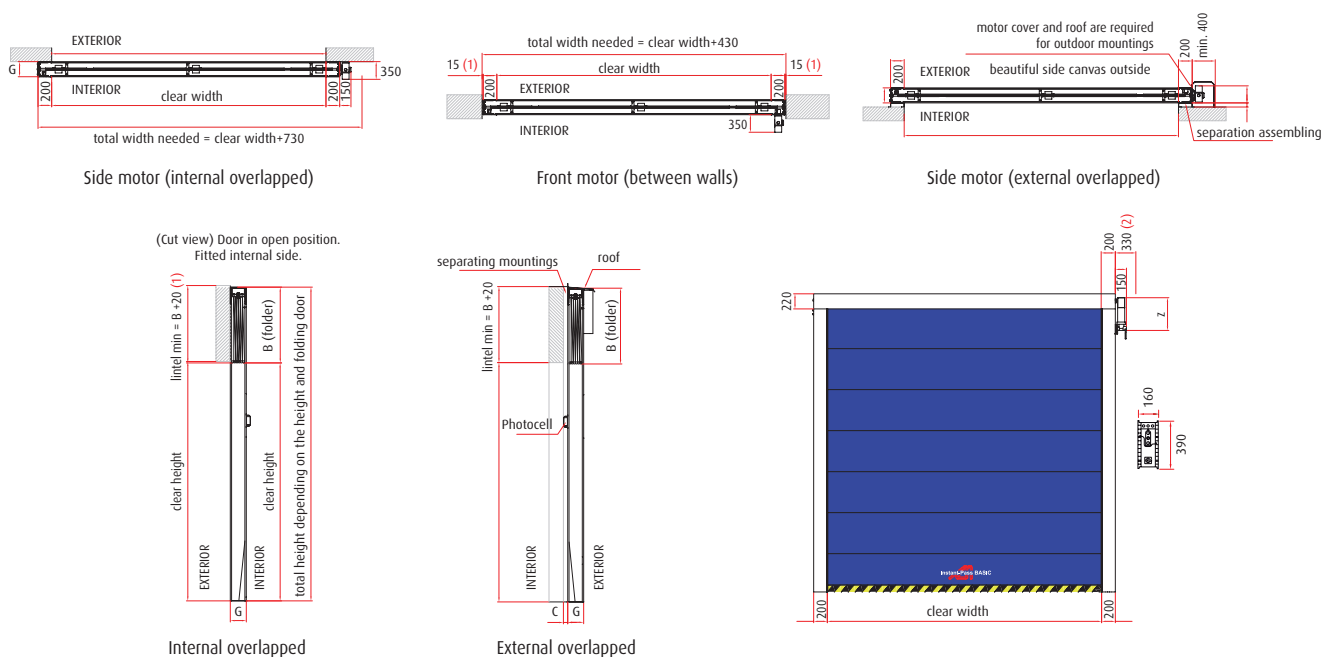 EXTERIOR
G
INTERIOR
200
clear width
200
150
350
total width needed = clear width+730
Side motor (internal overlapped)
total width needed = clear width+430
15 (1)
clear width
15 (1)
200
EXTERIOR
200
INTERIOR
350
Front motor (between walls)
motor cover and roof are required
for outdoor mountings
200
min. 400
200
EXTERIOR
beautiful side canvas outside
INTERIOR
separation assembling
Side motor (external overlapped)
(Cut view) Door in open position.
Fitted internal side.
lintel min = B +20 (1)
B (folder)
clear height
clear height
total height depending on the height and folding door
EXTERIOR
INTERIOR
G
Internal overlapped
separating mountings
roof
lintel min = B +20
B (folder)
Photocell
clear height
INTERIOR
EXTERIOR
C
G
External overlapped
200
330 (2)
150
220
Z
160
390
Instant-Pass BASIC
200
clear width
200